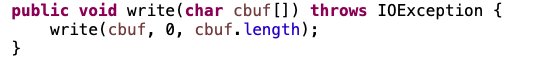 public void write(char cbuf[]) throws IOException {
    write(cbuf, 0, cbuf.length);
}